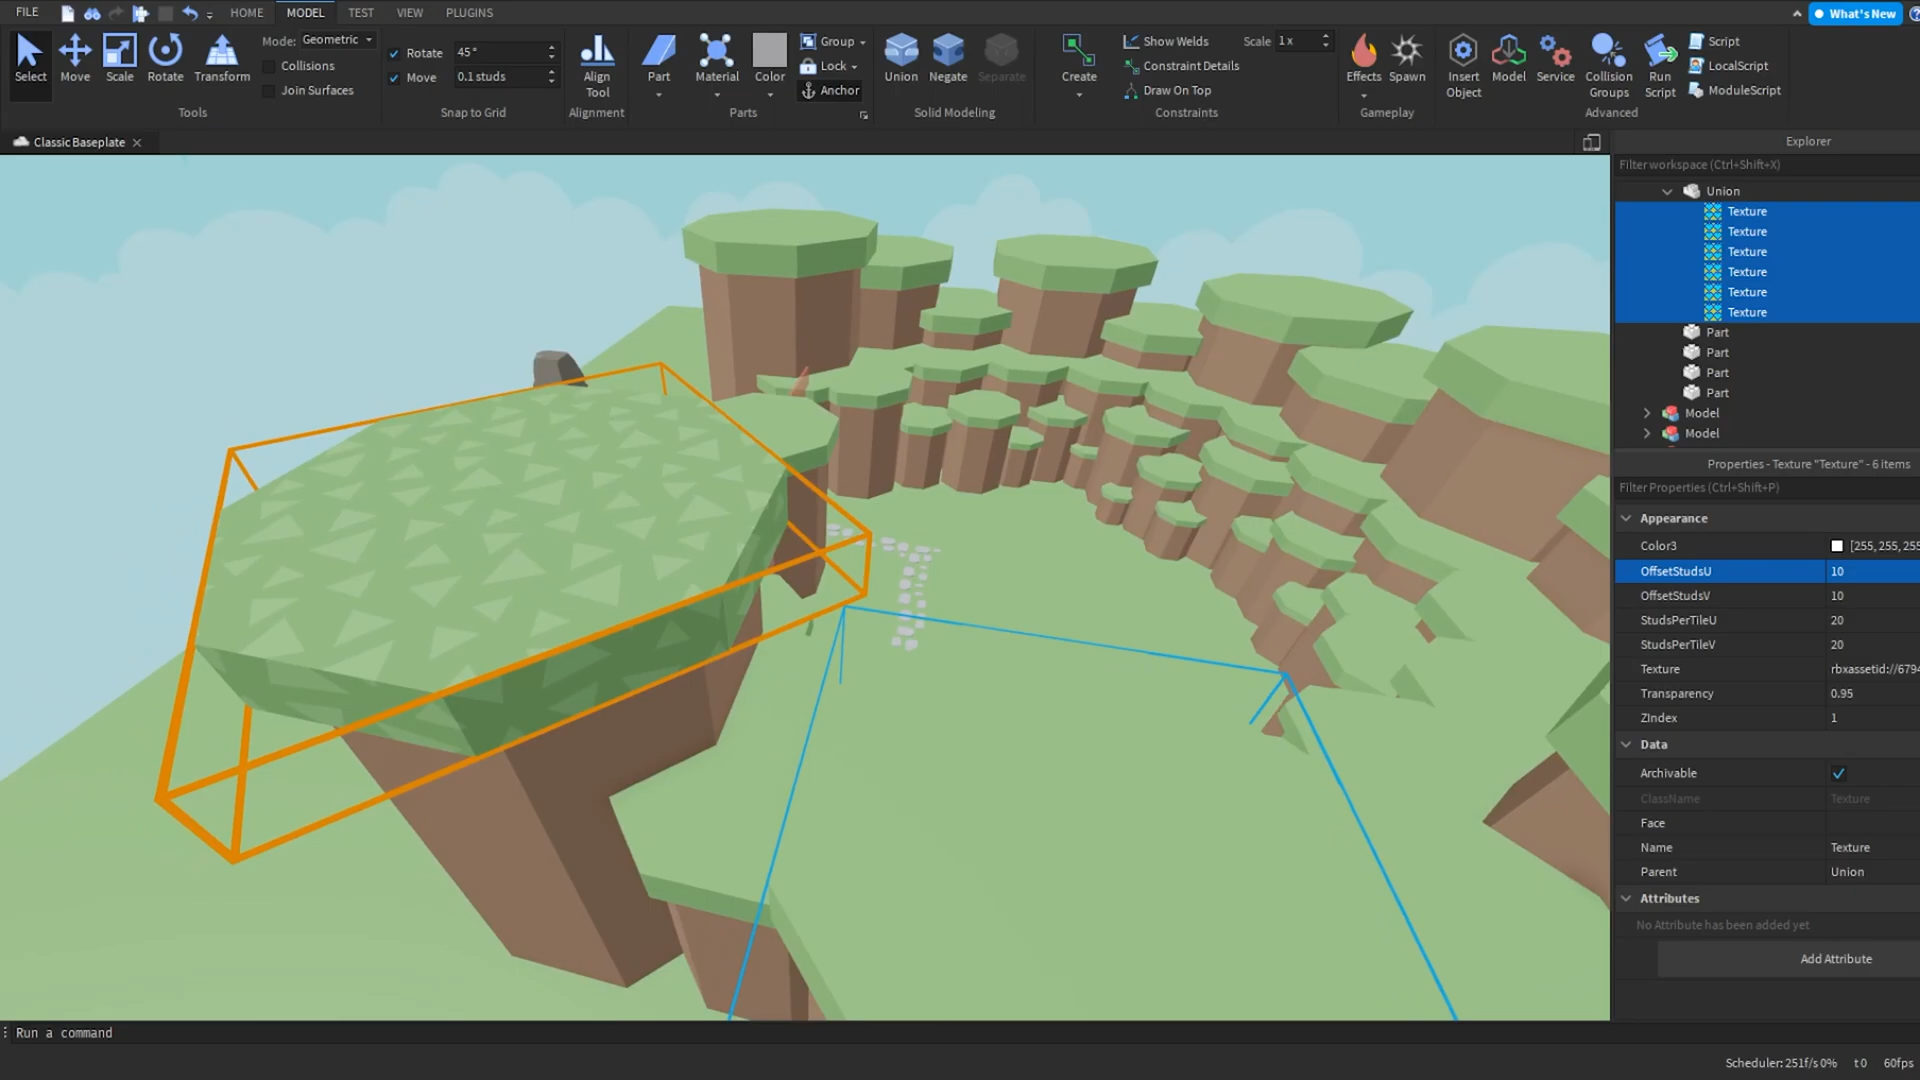 FILE
HOME
MODEL
TEST
VIEW
PLUGINS
What's New
Select
Move
Scale
Rotate
Transform
Mode:
Geometric
Collisions
Join Surfaces
Tools
Rotate
45°
Move
0.1 studs
Snap to Grid
Align
Tool
Alignment
Part
Material
Color
Group
Lock
Anchor
Parts
Union
Negate
Separate
Solid Modeling
Create
Show Welds
Scale
1x
Constraint Details
Draw On Top
Constraints
Effects
Spawn
Gameplay
Insert
Object
Model
Service
Collision
Groups
Run
Script
Script
LocalScript
ModuleScript
Advanced
Classic Baseplate
Explorer
Filter workspace (Ctrl+Shift+X)
Union
Texture
Texture
Texture
Texture
Texture
Texture
Part
Part
Part
Part
Model
Model
Properties - Texture "Texture" - 6 items
Filter Properties (Ctrl+Shift+P)
Appearance
Color3
[255, 255, 255
OffsetStudsU
10
OffsetStudsV
10
StudsPerTileU
20
StudsPerTileV
20
Texture
rbxassetid://6794
Transparency
0.95
ZIndex
1
Data
Archivable
ClassName
Texture
Face
Name
Texture
Parent
Union
Attributes
No Attribute has been added yet
Add Attribute
Run a command
Scheduler: 251f/s 0%
t 0
60fps